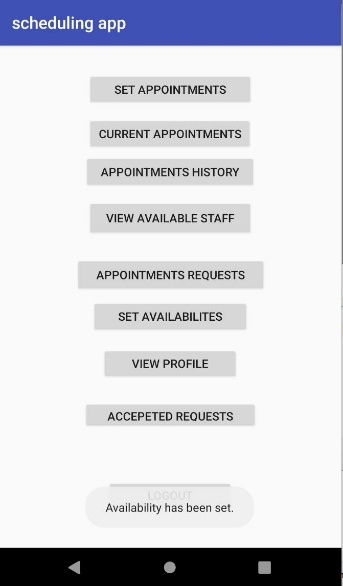 scheduling app
SET APPOINTMENTS
CURRENT APPOINTMENTS
APPOINTMENTS HISTORY
VIEW AVAILABLE STAFF
APPOINTMENTS REQUESTS
SET AVAILABILITES
VIEW PROFILE
ACCEPETED REQUESTS
LOGOUT
Availability has been set.